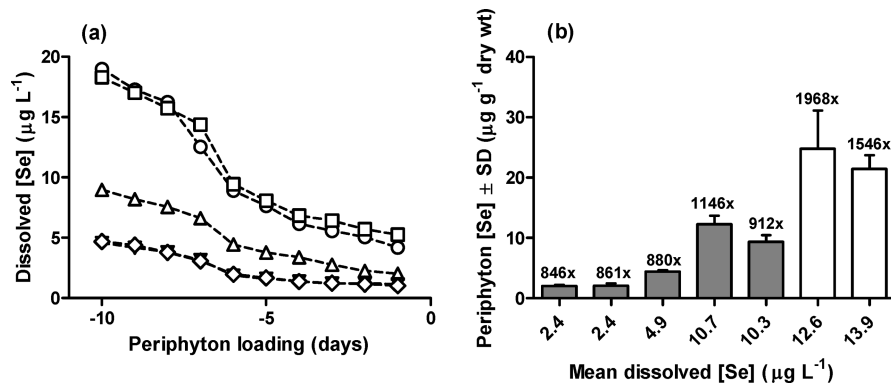 (a)
20
15
10
5
0
Dissolved [Se] (µg L-1)
-10
-5
0
Periphyton loading (days)
(b)
40
30
20
10
0
Periphyton [Se] ± SD (µg g-1 dry wt)
846x
861x
880x
1146x
912x
1968x
1546x
2.4
2.4
4.9
10.7
10.3
12.6
13.9
Mean dissolved [Se] (µg L-1)